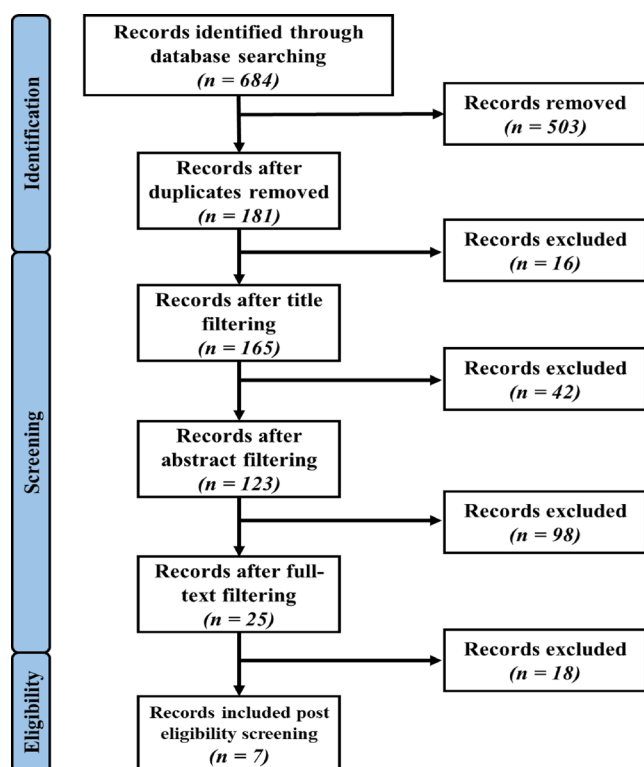 Identification
Records identified through
database searching
(n = 684)
Records removed
(n = 503)
Records after
duplicates removed
(n = 181)
Records excluded
(n = 16)
Screening
Records after title
filtering
(n = 165)
Records excluded
(n = 42)
Records after
abstract filtering
(n = 123)
Records excluded
(n = 98)
Records after full-
text filtering
(n = 25)
Records excluded
(n = 18)
Eligibility
Records included post
eligibility screening
(n = 7)